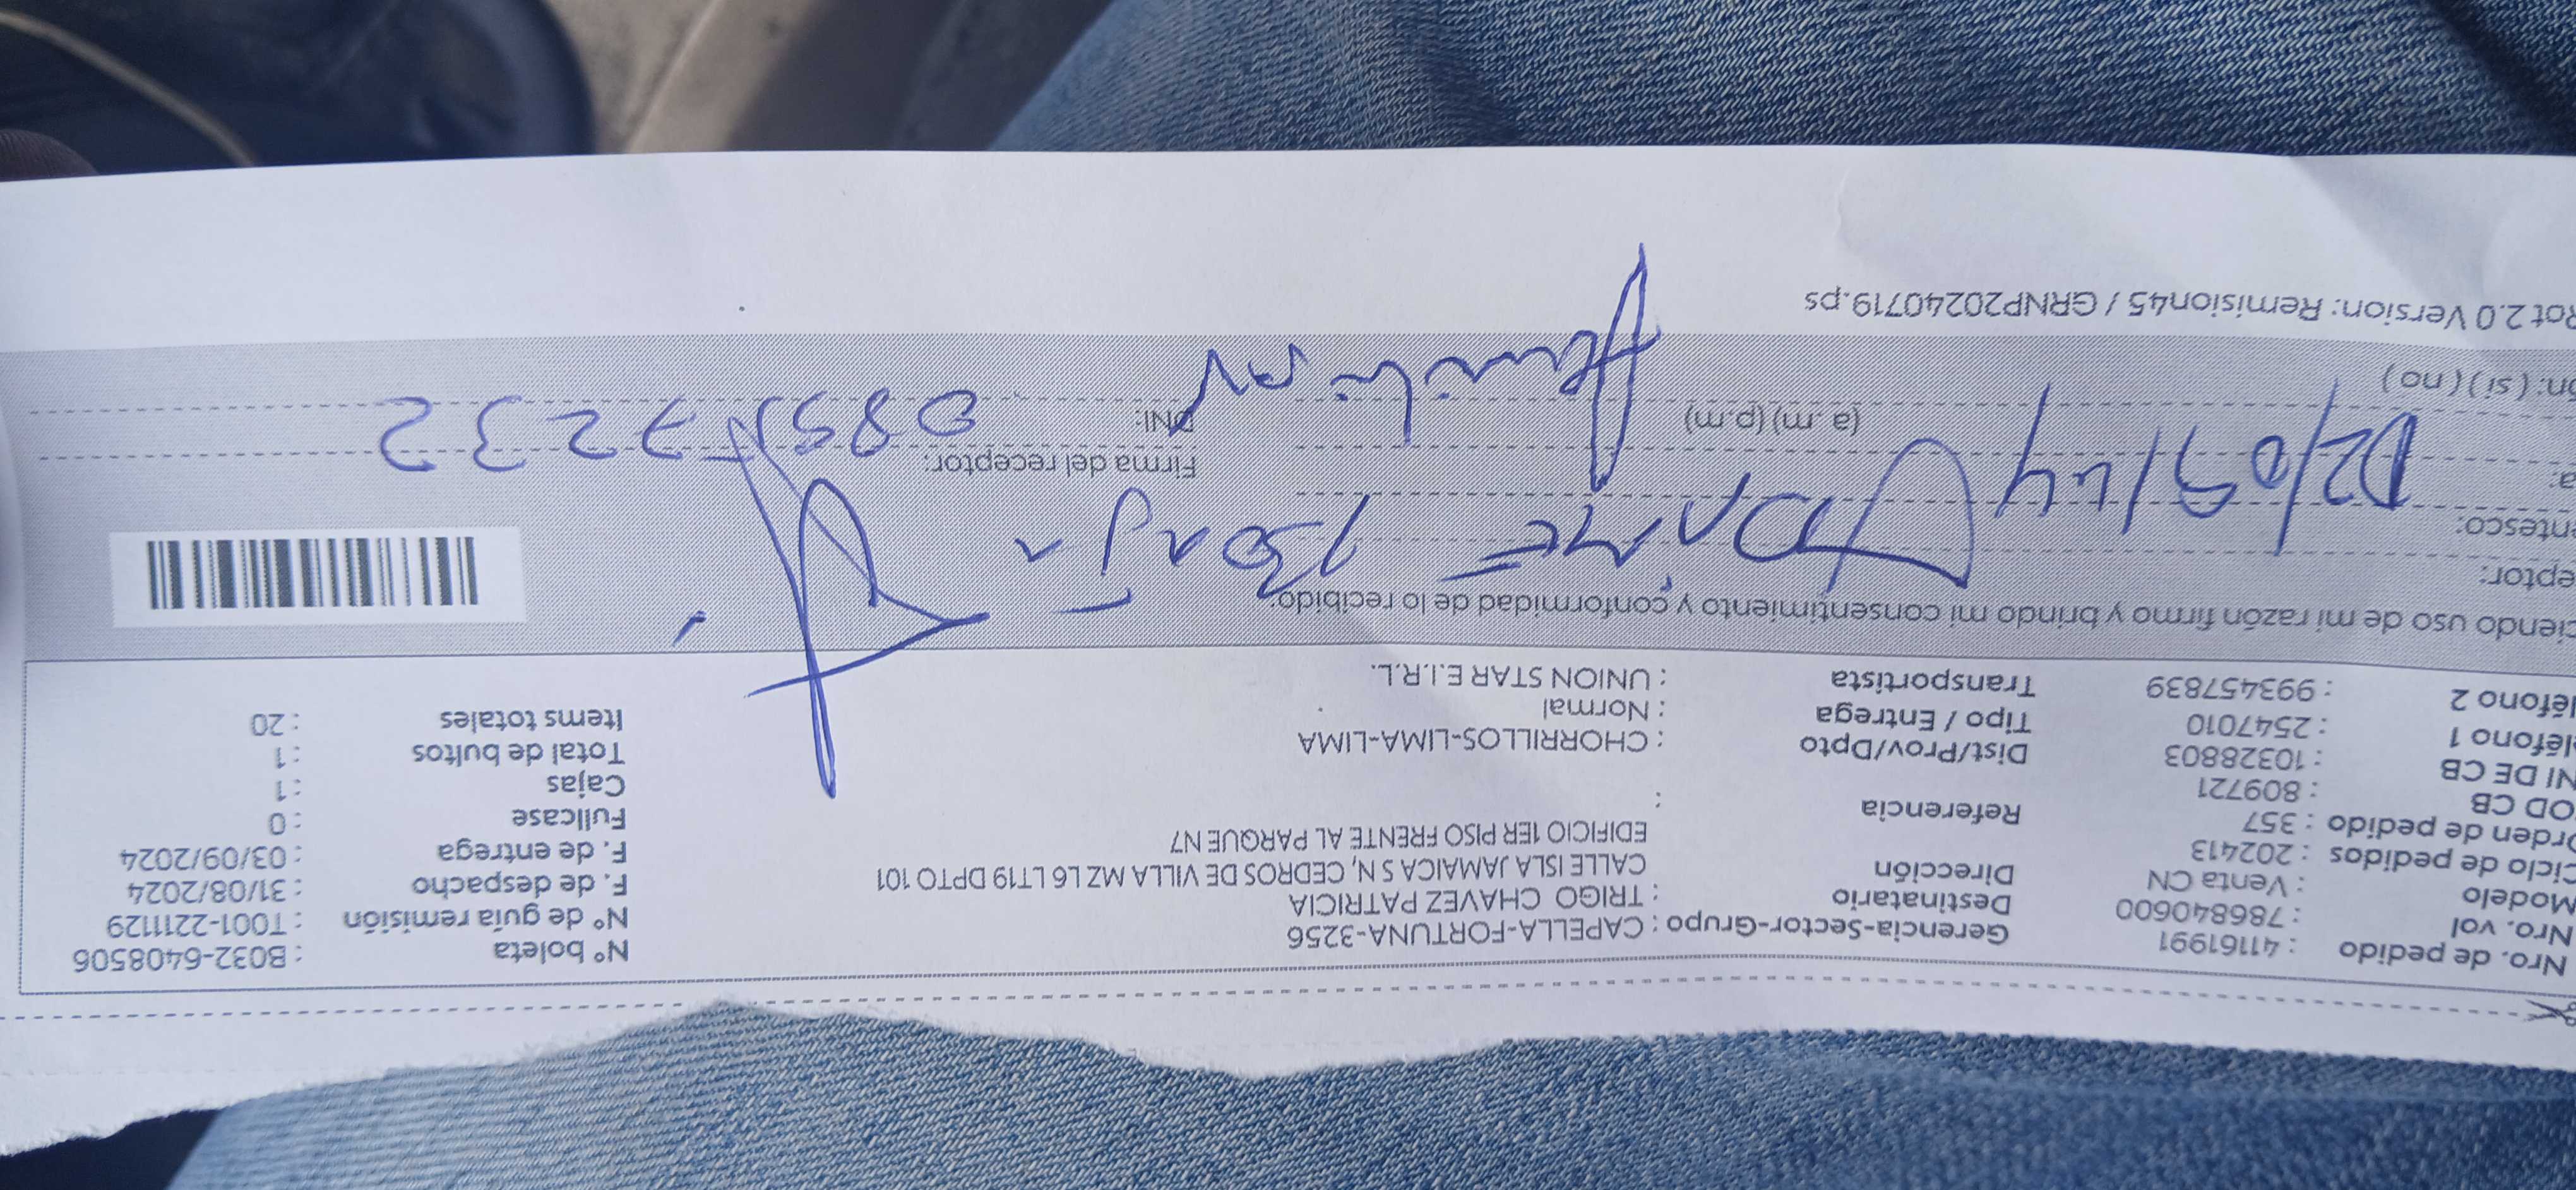 Nro. de pedido : 41161991
Nro. vol : 786840600
Modelo : Venta CN
Ciclo de pedidos : 202413
Orden de pedido : 357
OD CB : 809721
NI DE CB : 10328803
eléfono 1 : 2547010
léfono 2 : 993457839
Gerencia-Sector-Grupo : CAPELLA-FORTUNA-3256
Destinatario : TRIGO CHAVEZ PATRICIA
Dirección : CALLE ISLA JAMAICA S N, CEDROS DE VILLA MZ L6 LT19 DPTO 101
EDIFICIO 1ER PISO FRENTE AL PARQUE N7
Referencia :
Dist/Prov/Dpto : CHORRILLOS-LIMA-LIMA
Tipo / Entrega : Normal
Transportista : UNION STAR E.I.R.L.
N° boleta : B032-6408506
N° de guía remisión : T001-2211129
F. de despacho : 31/08/2024
F. de entrega : 03/09/2024
Fullcase : 0
Cajas : 1
Total de bultos : 1
Items totales : 20
ciendo uso de mi razón firmo y brindo mi consentimiento y conformidad de lo recibido:
eptor:
entesco:
a: (a .m) (p.m)
Firma del receptor:
DNI:
on: ( si ) ( no )
Rot 2.0 Version: Remision45 / GRNP20240719.ps